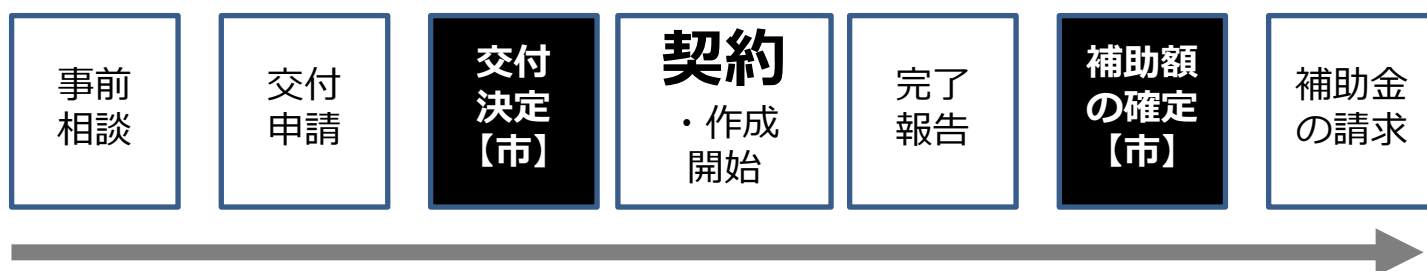 事前
相談
交付
申請
交付
決定
【市】
契約
・作成
開始
完了
報告
補助額
の確定
【市】
補助金
の請求